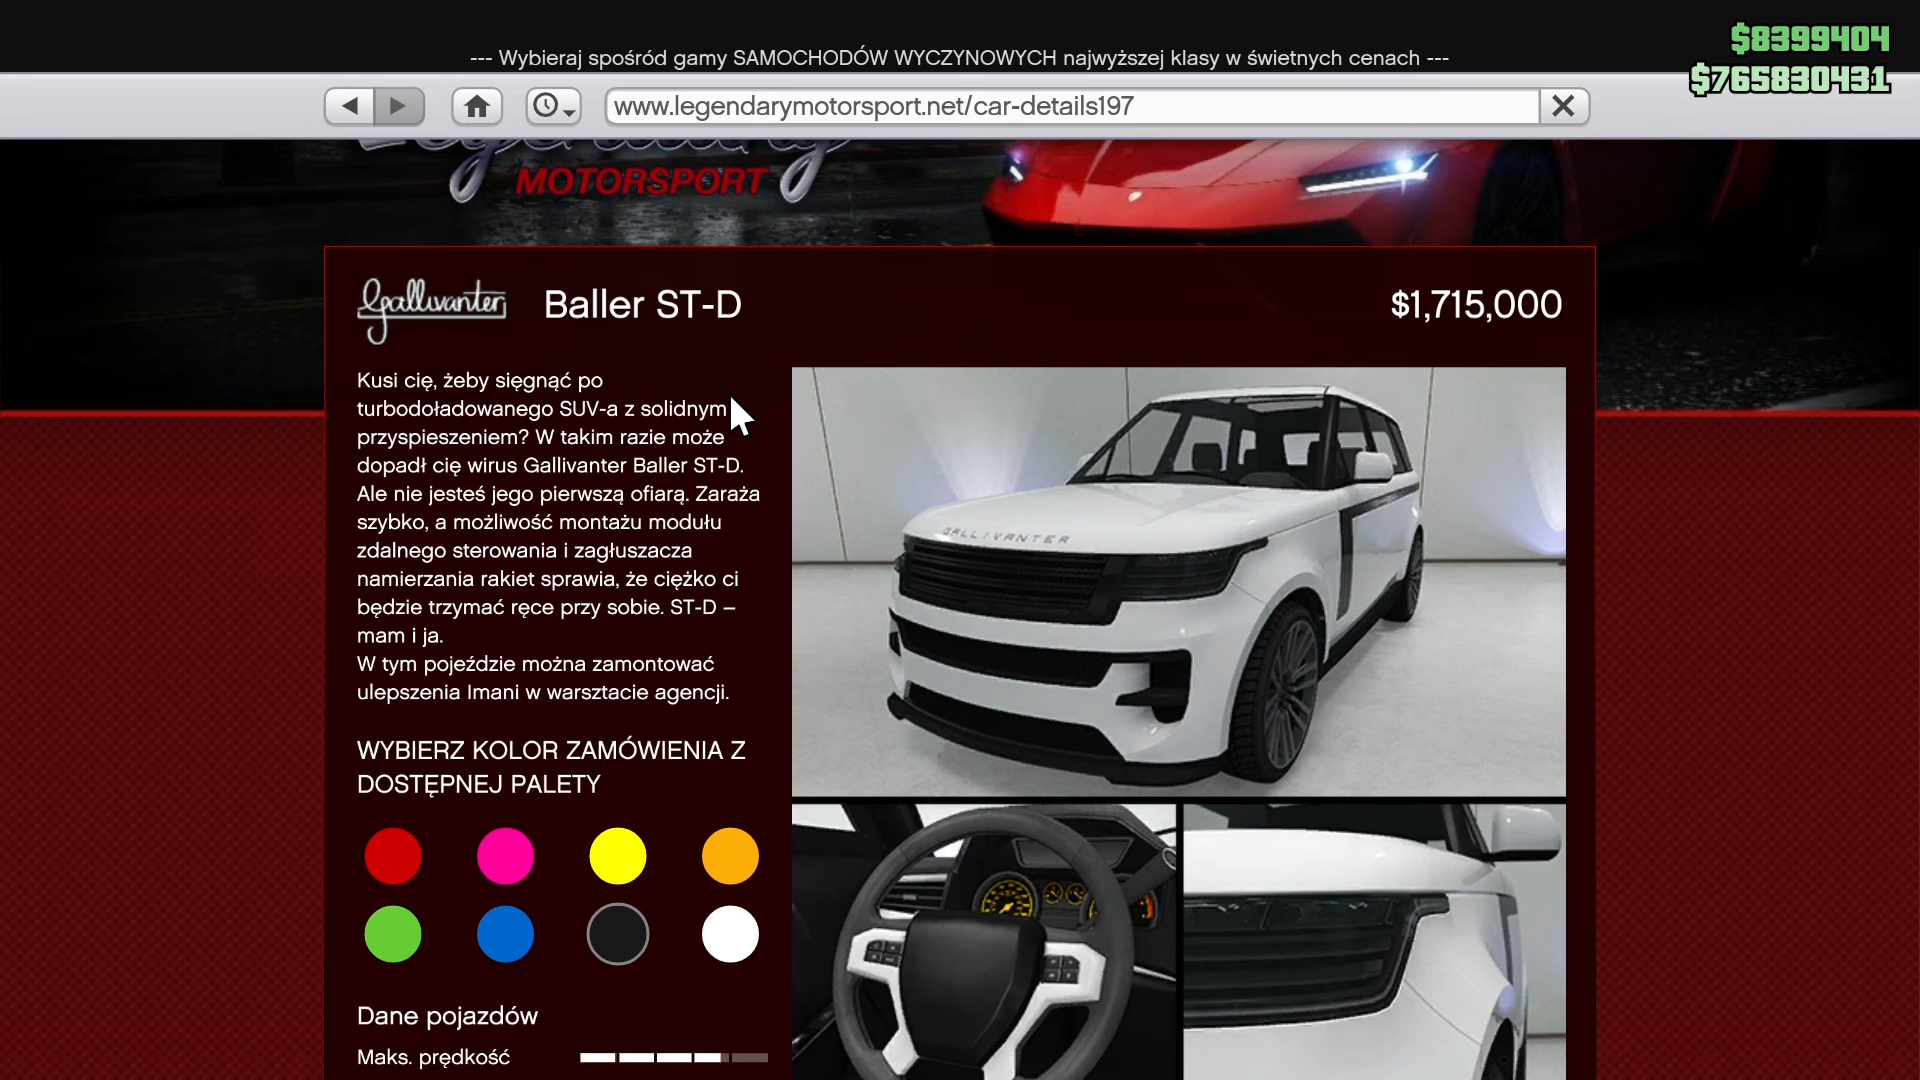 $8399404
--- Wybieraj spośród gamy SAMOCHODÓW WYCZYNOWYCH najwyższej klasy w świetnych cenach ---
$765830431
www.legendarymotorsport.net/car-details197
Legendary
MOTORSPORT
Gallivanter
Baller ST-D
$1,715,000
Kusi cię, żeby sięgnąć po
turbodoładowanego SUV-a z solidnym
przyspieszeniem? W takim razie może
dopadł cię wirus Gallivanter Baller ST-D.
Ale nie jesteś jego pierwszą ofiarą. Zaraża
szybko, a możliwość montażu modułu
zdalnego sterowania i zagłuszacza
namierzania rakiet sprawia, że ciężko ci
będzie trzymać ręce przy sobie. ST-D –
mam i ja.
W tym pojeździe można zamontować
ulepszenia Imani w warsztacie agencji.
GALLIVANTER
WYBIERZ KOLOR ZAMÓWIENIA Z
DOSTĘPNEJ PALETY
Dane pojazdów
Maks. prędkość